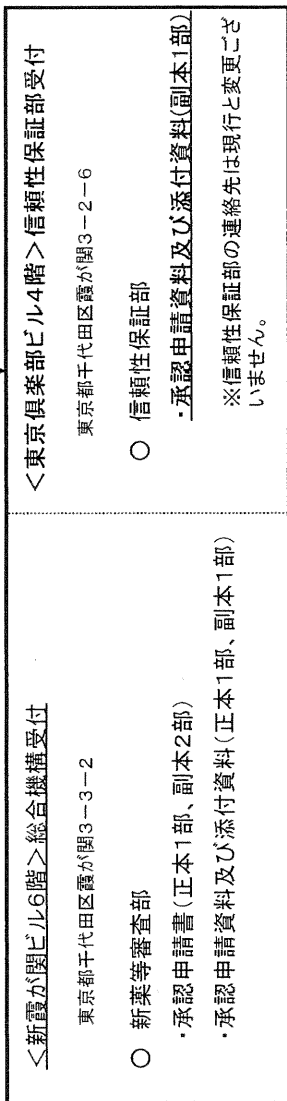 ＜新霞が関ビル6階＞総合機構受付
東京都千代田区霞が関3－3－2
○ 新薬等審査部
・承認申請書(正本1部、副本2部)
・承認申請資料及び添付資料(正本1部、副本1部)
＜東京倶楽部ビル4階＞信頼性保証部受付
東京都千代田区霞が関3－2－6
○ 信頼性保証部
・承認申請資料及び添付資料(副本1部)
※信頼性保証部の連絡先は現行と変更ござ
いません。